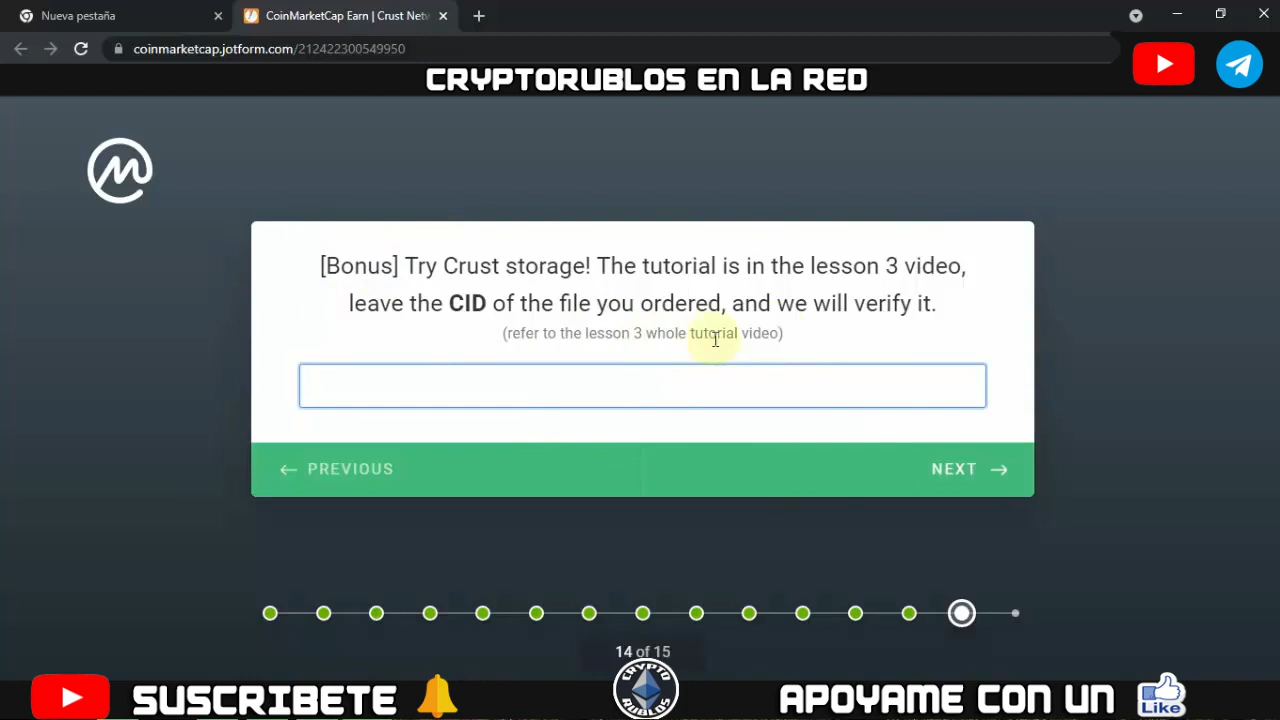 Nueva pestaña
CoinMarketCap Earn | Crust Netw
coinmarketcap.jotform.com/212422300549950
CRYPTORUBLOS EN LA RED
[Bonus] Try Crust storage! The tutorial is in the lesson 3 video,
leave the CID of the file you ordered, and we will verify it.
(refer to the lesson 3 whole tutorial video)
← PREVIOUS
NEXT →
14 of 15
SUSCRIBETE
CRYPTO
RUBLOS
APOYAME CON UN
Like